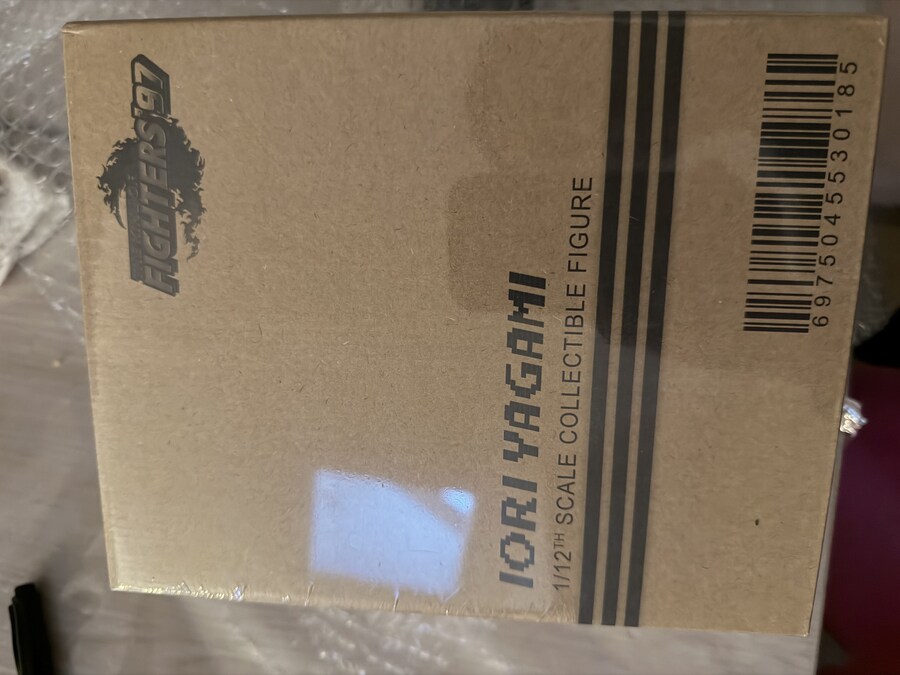 FIGHTERS'97
IORI YAGAMI
1/12TH SCALE COLLECTIBLE FIGURE
6975045530185